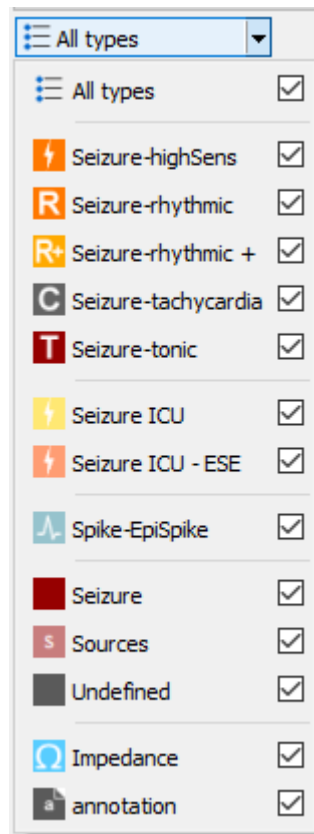 All types
All types
Seizure-highSens
R Seizure-rhythmic
R+ Seizure-rhythmic +
C Seizure-tachycardia
T Seizure-tonic
Seizure ICU
Seizure ICU - ESE
Spike-EpiSpike
Seizure
s Sources
Undefined
Ω Impedance
a annotation